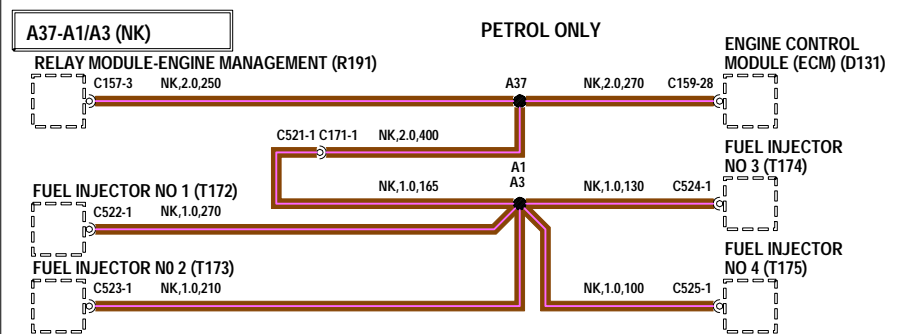 A37-A1/A3 (NK)
PETROL ONLY
RELAY MODULE-ENGINE MANAGEMENT (R191)
ENGINE CONTROL
MODULE (ECM) (D131)
C157-3 NK,2.0,250 A37 NK,2.0,270 C159-28
C521-1 C171-1 NK,2.0,400
FUEL INJECTOR
NO 3 (T174)
A1
A3
NK,1.0,165 NK,1.0,130 C524-1
FUEL INJECTOR NO 1 (T172)
C522-1 NK,1.0,270
FUEL INJECTOR
NO 4 (T175)
FUEL INJECTOR N0 2 (T173)
C523-1 NK,1.0,210 NK,1.0,100 C525-1